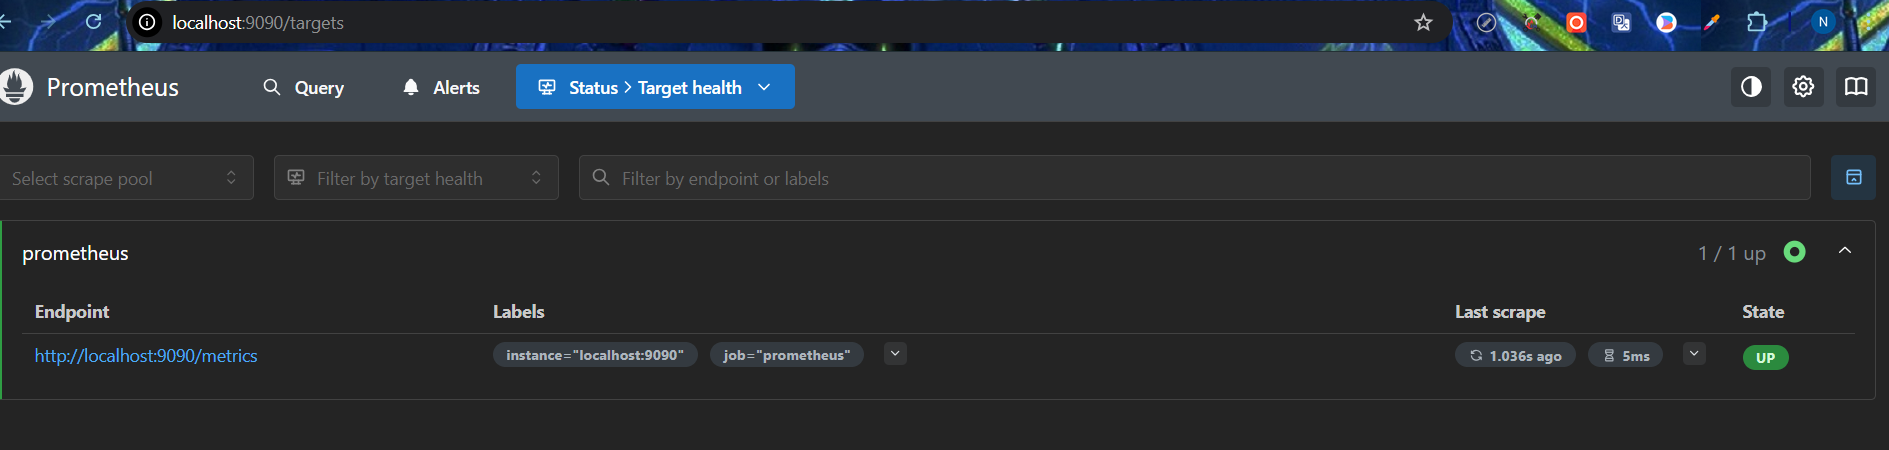 localhost:9090/targets
N
Prometheus
Query
Alerts
Status > Target health
Select scrape pool
Filter by target health
Filter by endpoint or labels
prometheus
1 / 1 up
Endpoint Labels Last scrape State
http://localhost:9090/metrics instance="localhost:9090" job="prometheus" 1.036s ago 5ms UP